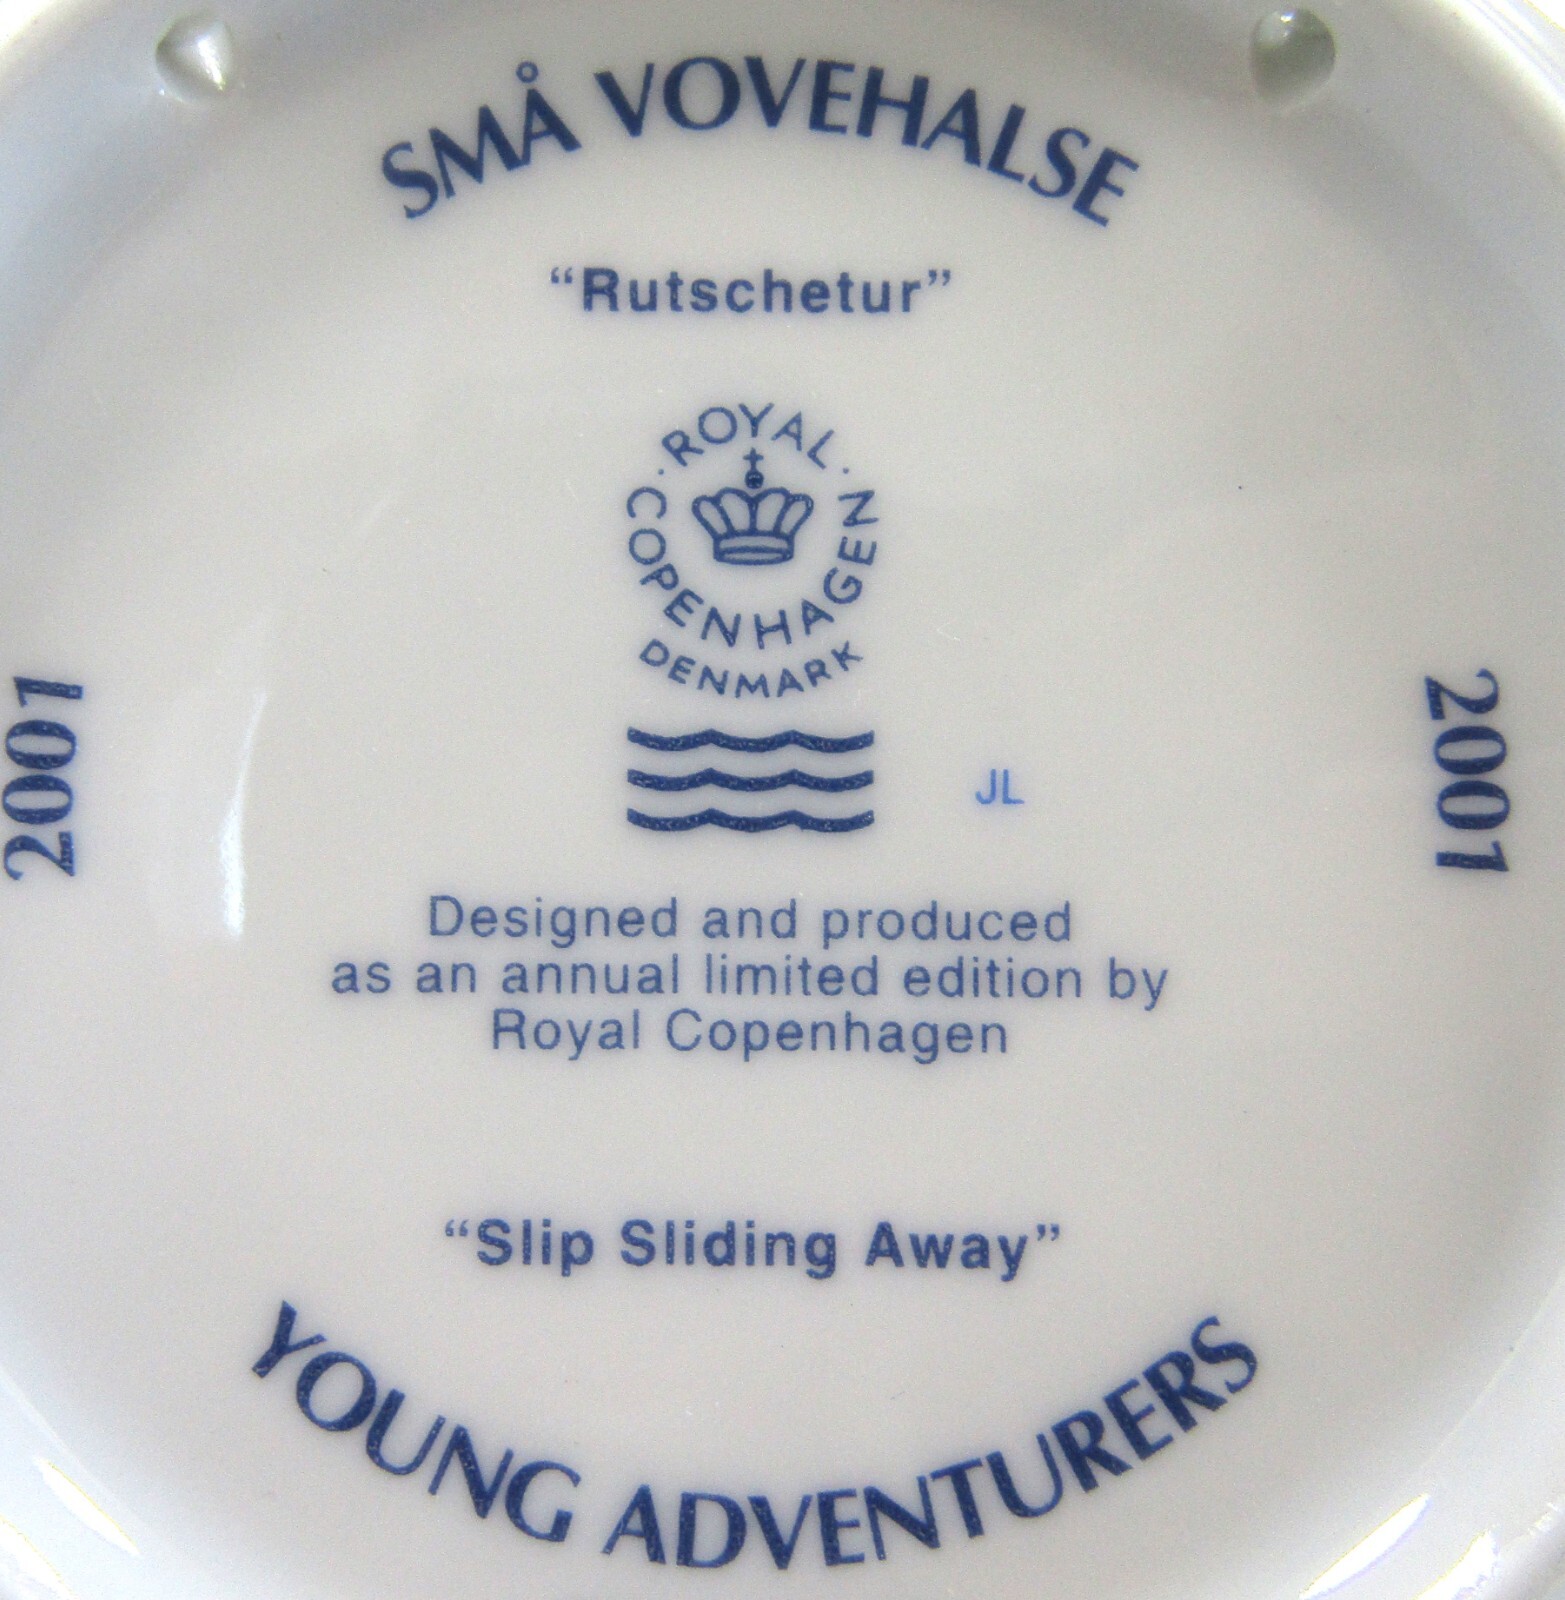 SMÅ VOVEHALSE
“Rutschetur”
· ROYAL ·
COPENHAGEN
DENMARK
2001
2001
JL
Designed and produced
as an annual limited edition by
Royal Copenhagen
“Slip Sliding Away”
YOUNG ADVENTURERS